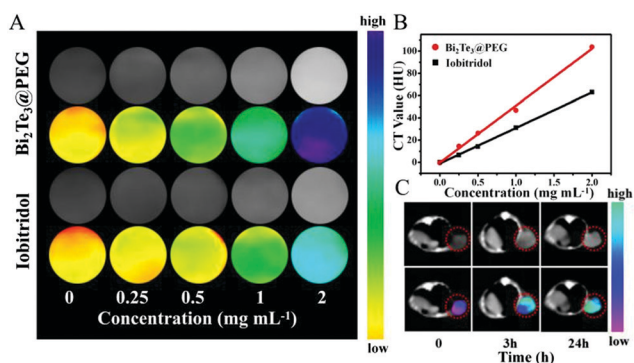 A
high
Bi₂Te₃@PEG
Iobitridol
0 0.25 0.5 1 2
Concentration (mg mL⁻¹)
low
B
CT Value (HU)
100
80
60
40
20
0
Bi₂Te₃@PEG
Iobitridol
0.0 0.5 1.0 1.5 2.0
Concentration (mg mL⁻¹)
C
high
0 3h 24h
Time (h)
low